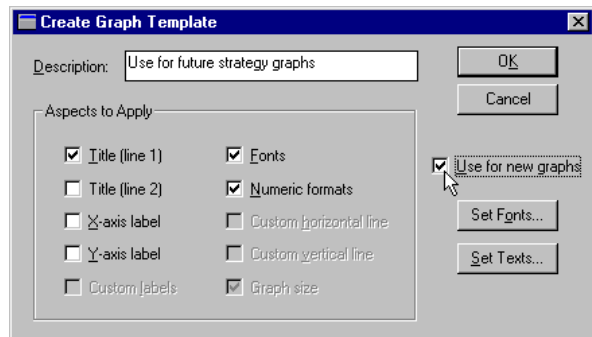 Create Graph Template
Description: Use for future strategy graphs
OK
Cancel
Aspects to Apply
Title (line 1)
Fonts
Use for new graphs
Title (line 2)
Numeric formats
X-axis label
Custom horizontal line
Set Fonts...
Y-axis label
Custom vertical line
Set Texts...
Custom labels
Graph size